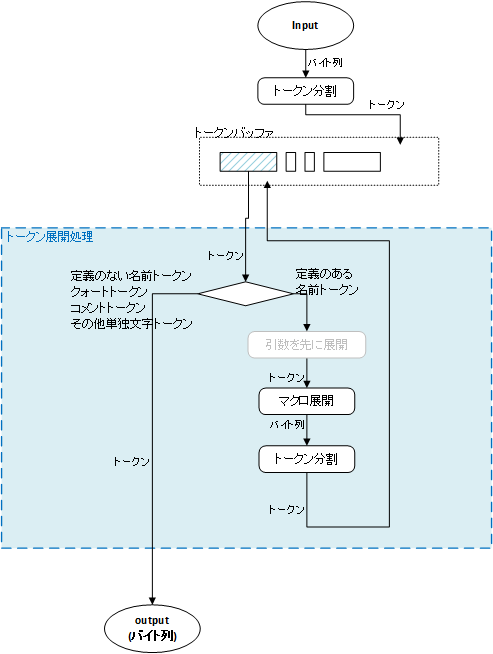 Input
バイト列
トークン分割
トークン
トークンバッファ
トークン展開処理
トークン
定義のない名前トークン
クォートトークン
コメントトークン
その他単独文字トークン
定義のある
名前トークン
引数を先に展開
トークン
マクロ展開
バイト列
トークン分割
トークン
トークン
output
(バイト列)